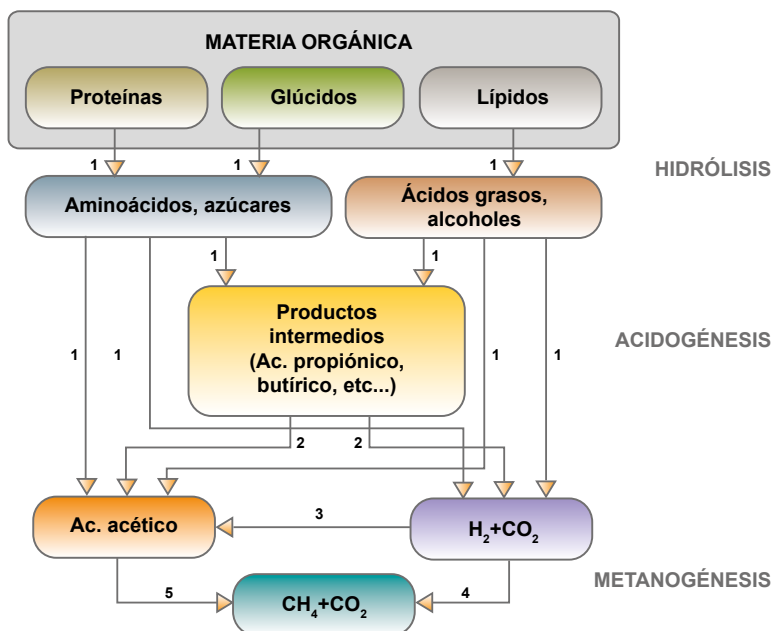 MATERIA ORGÁNICA
Proteínas
Glúcidos
Lípidos
1
1
1
HIDRÓLISIS
Aminoácidos, azúcares
Ácidos grasos,
alcoholes
1
1
Productos
intermedios
(Ac. propiónico,
butírico, etc...)
1
1
1
1
ACIDOGÉNESIS
2
2
Ac. acético
3
H₂+CO₂
METANOGÉNESIS
5
CH₄+CO₂
4